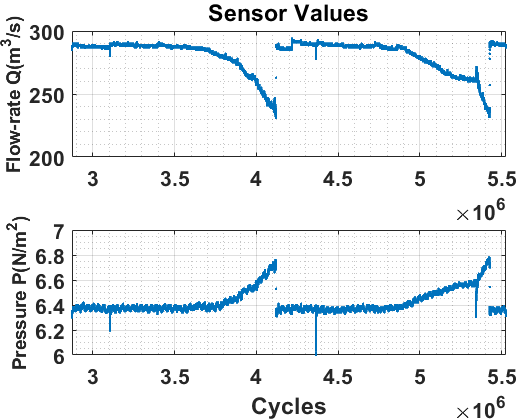 Sensor Values
Flow-rate Q(m³/s)
300
250
200
3 3.5 4 4.5 5 5.5
×10⁶
Pressure P(N/m²)
7
6.8
6.6
6.4
6.2
6
3 3.5 4 4.5 5 5.5
×10⁶
Cycles